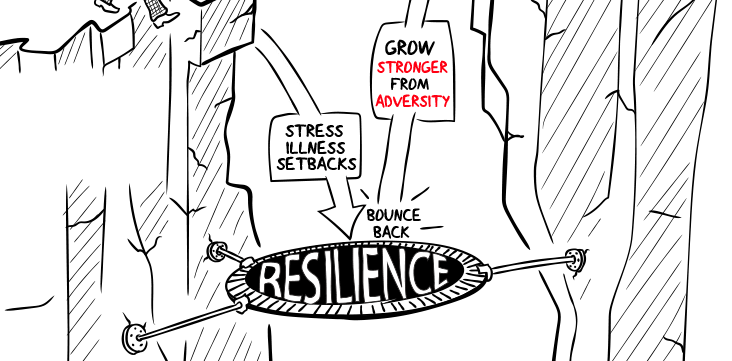 GROW
STRONGER
FROM
ADVERSITY
STRESS
ILLNESS
SETBACKS
BOUNCE
BACK
RESILIENCE